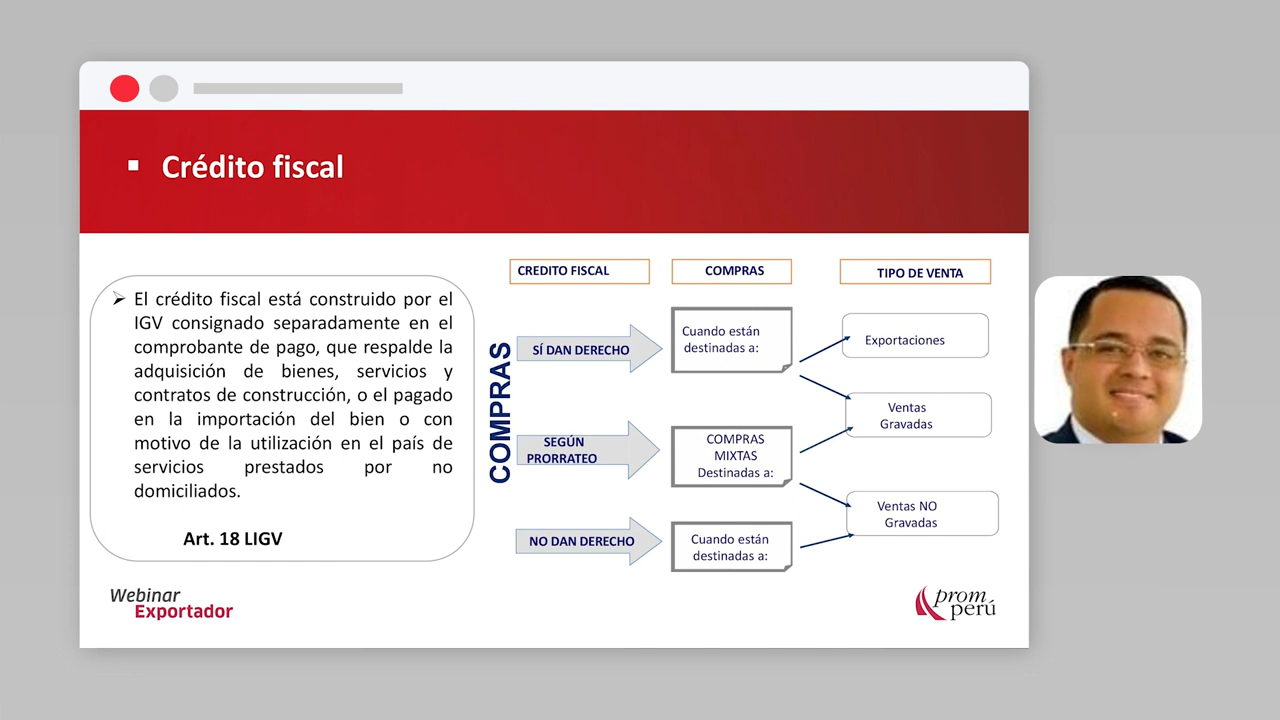 Crédito fiscal
El crédito fiscal está construido por el
IGV consignado separadamente en el
comprobante de pago, que respalde la
adquisición de bienes, servicios y
contratos de construcción, o el pagado
en la importación del bien o con
motivo de la utilización en el país de
servicios prestados por no
domiciliados.
Art. 18 LIGV
COMPRAS
CREDITO FISCAL
COMPRAS
TIPO DE VENTA
SÍ DAN DERECHO
Cuando están
destinadas a:
Exportaciones
Ventas
Gravadas
SEGÚN
PRORRATEO
COMPRAS
MIXTAS
Destinadas a:
Ventas NO
Gravadas
NO DAN DERECHO
Cuando están
destinadas a:
Webinar
Exportador
prom
perú